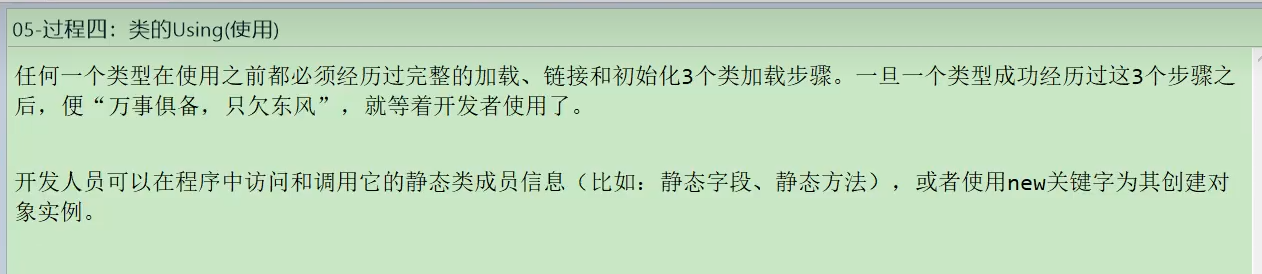 05-过程四：类的Using(使用)
任何一个类型在使用之前都必须经历过完整的加载、链接和初始化3个类加载步骤。一旦一个类型成功经历过这3个步骤之
后，便“万事俱备，只欠东风”，就等着开发者使用了。
开发人员可以在程序中访问和调用它的静态类成员信息（比如：静态字段、静态方法），或者使用new关键字为其创建对
象实例。